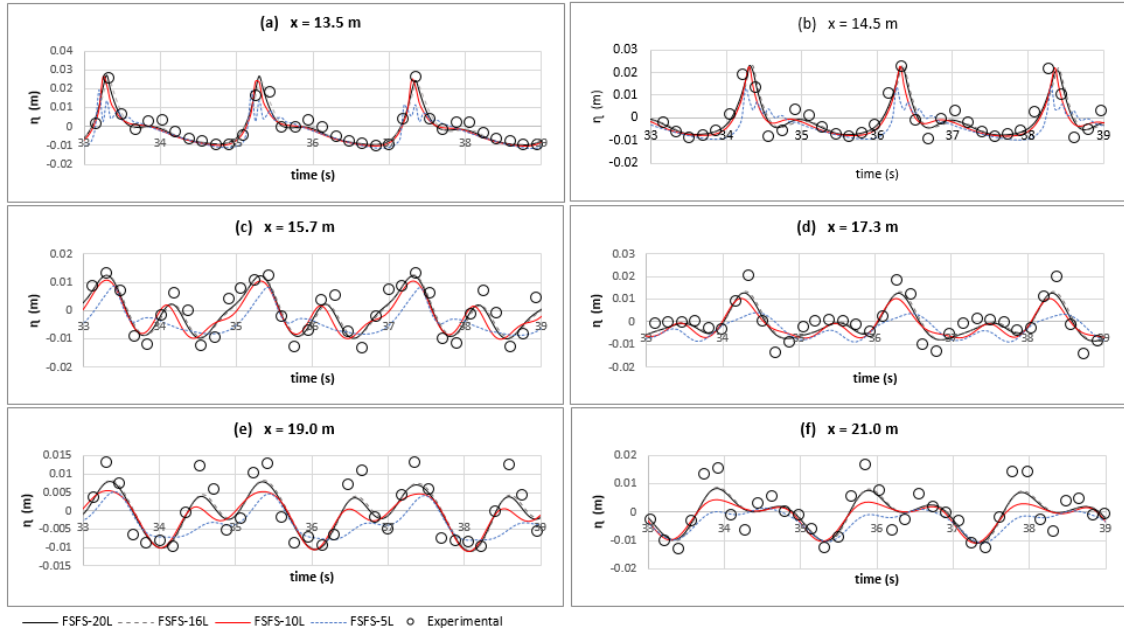 (a) x = 13.5 m
0.04
0.03
0.02
0.01
0
-0.01
-0.02
η (m)
33 34 35 36 37 38 39
time (s)
(b) x = 14.5 m
0.03
0.02
0.01
0
-0.01
-0.02
η (m)
33 34 35 36 37 38 39
time (s)
(c) x = 15.7 m
0.02
0.01
0
-0.01
-0.02
η (m)
33 34 35 36 37 38 39
time (s)
(d) x = 17.3 m
0.03
0.02
0.01
0
-0.01
-0.02
η (m)
33 34 35 36 37 38 39
time (s)
(e) x = 19.0 m
0.015
0.01
0.005
0
-0.005
-0.01
-0.015
η (m)
33 34 35 36 37 38 39
time (s)
(f) x = 21.0 m
0.02
0.01
0
-0.01
-0.02
η (m)
33 34 35 36 37 38 39
time (s)
FSFS-20L FSFS-16L FSFS-10L FSFS-5L Experimental